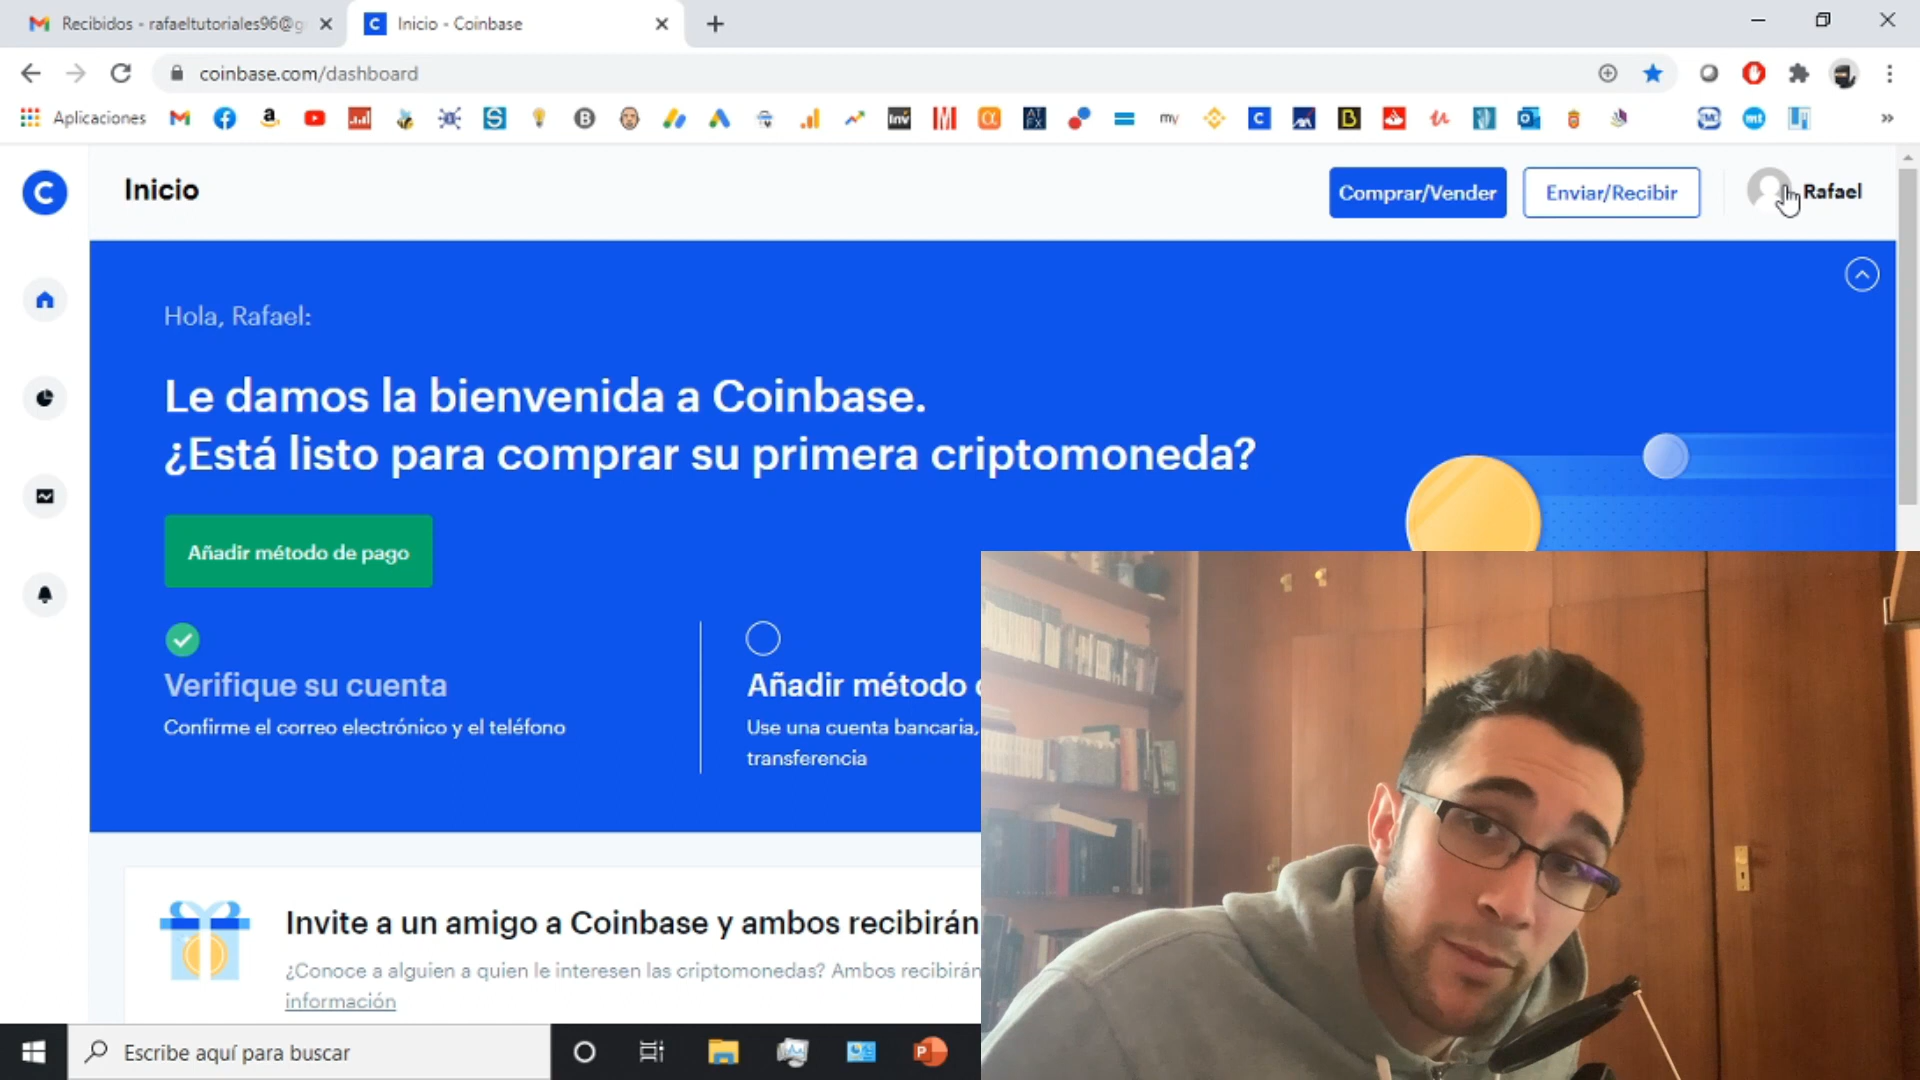 Recibidos - rafaeltutoriales96@g
Inicio - Coinbase
coinbase.com/dashboard
Aplicaciones
Inicio
Comprar/Vender
Enviar/Recibir
Rafael
Hola, Rafael:
Le damos la bienvenida a Coinbase.
¿Está listo para comprar su primera criptomoneda?
Añadir método de pago
Verifique su cuenta
Confirme el correo electrónico y el teléfono
Añadir método
Use una cuenta bancaria,
transferencia
Invite a un amigo a Coinbase y ambos recibirán
¿Conoce a alguien a quien le interesen las criptomonedas? Ambos recibirán
información
Escribe aquí para buscar